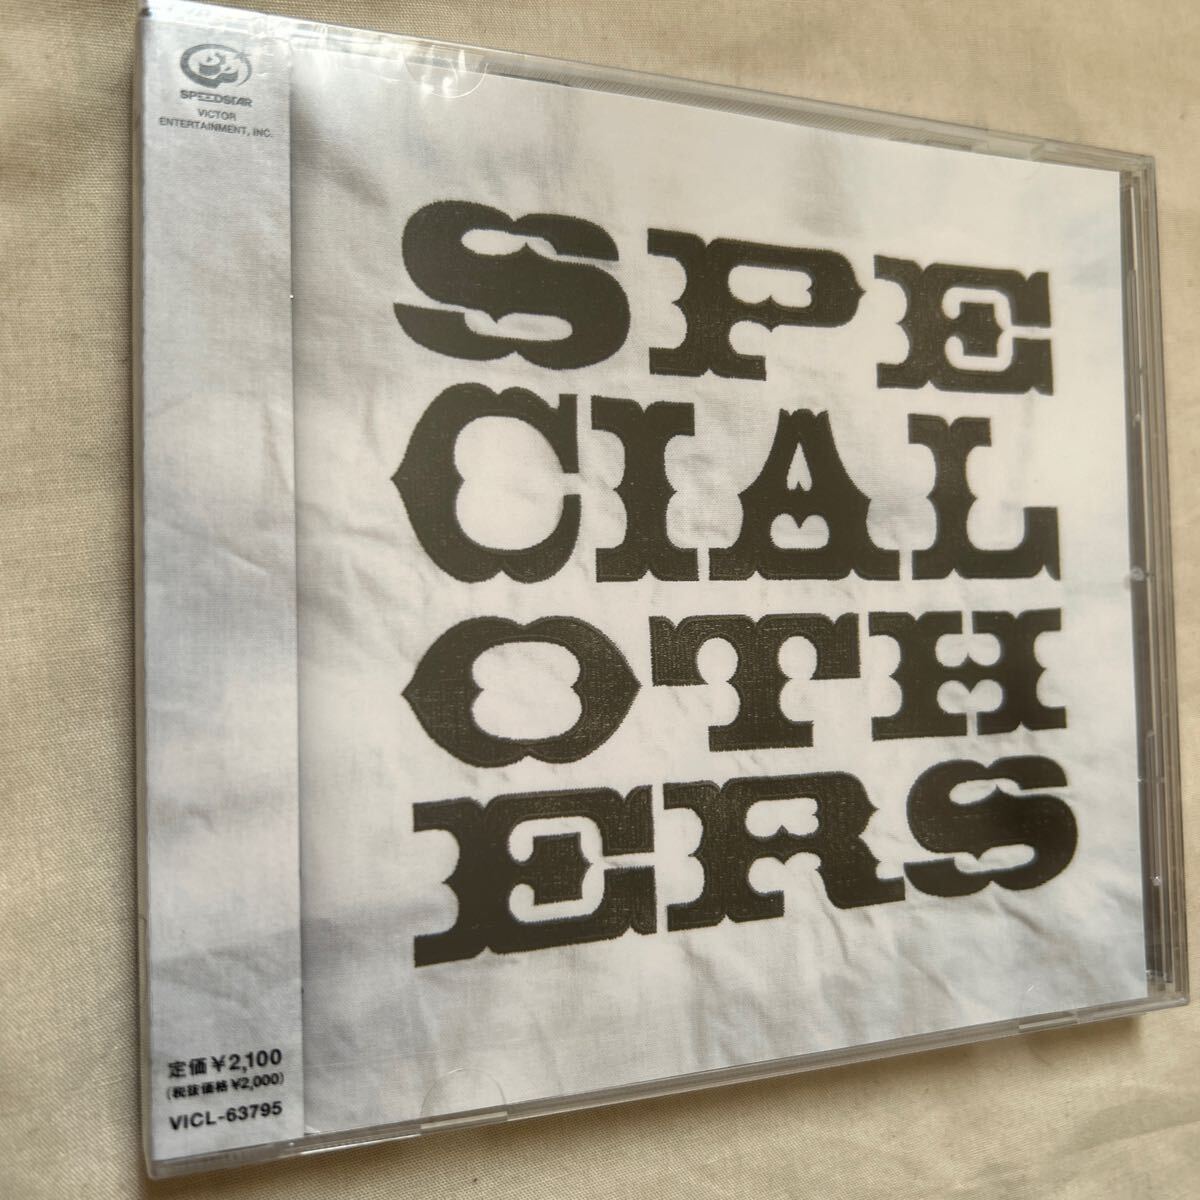 SPEEDSTAR
VICTOR
ENTERTAINMENT, INC.
SPE
CIAL
OTH
ERS
定価¥2,100
(税抜価格¥2,000)
VICL-63795